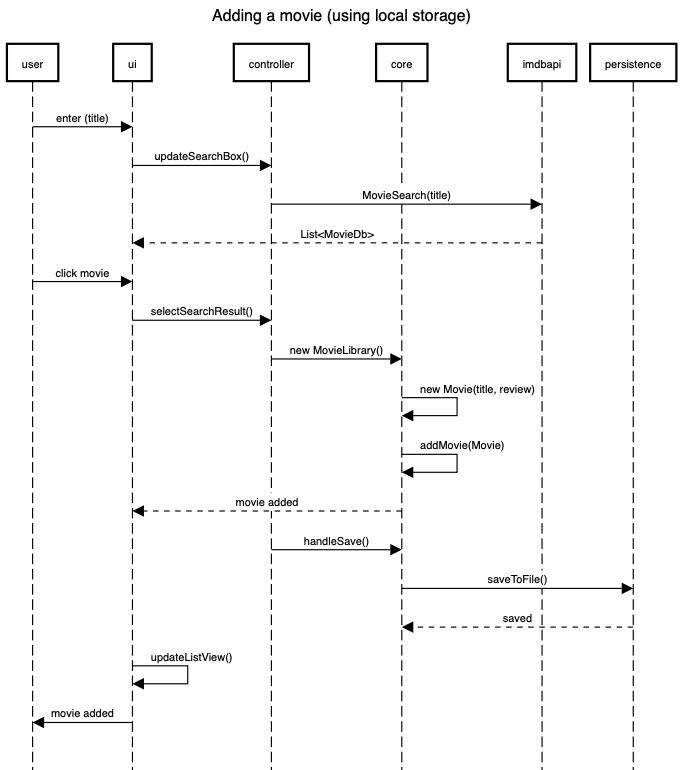 Adding a movie (using local storage)
user
ui
controller
core
imdbapi
persistence
enter (title)
updateSearchBox()
MovieSearch(title)
List<MovieDb>
click movie
selectSearchResult()
new MovieLibrary()
new Movie(title, review)
addMovie(Movie)
movie added
handleSave()
saveToFile()
saved
updateListView()
movie added